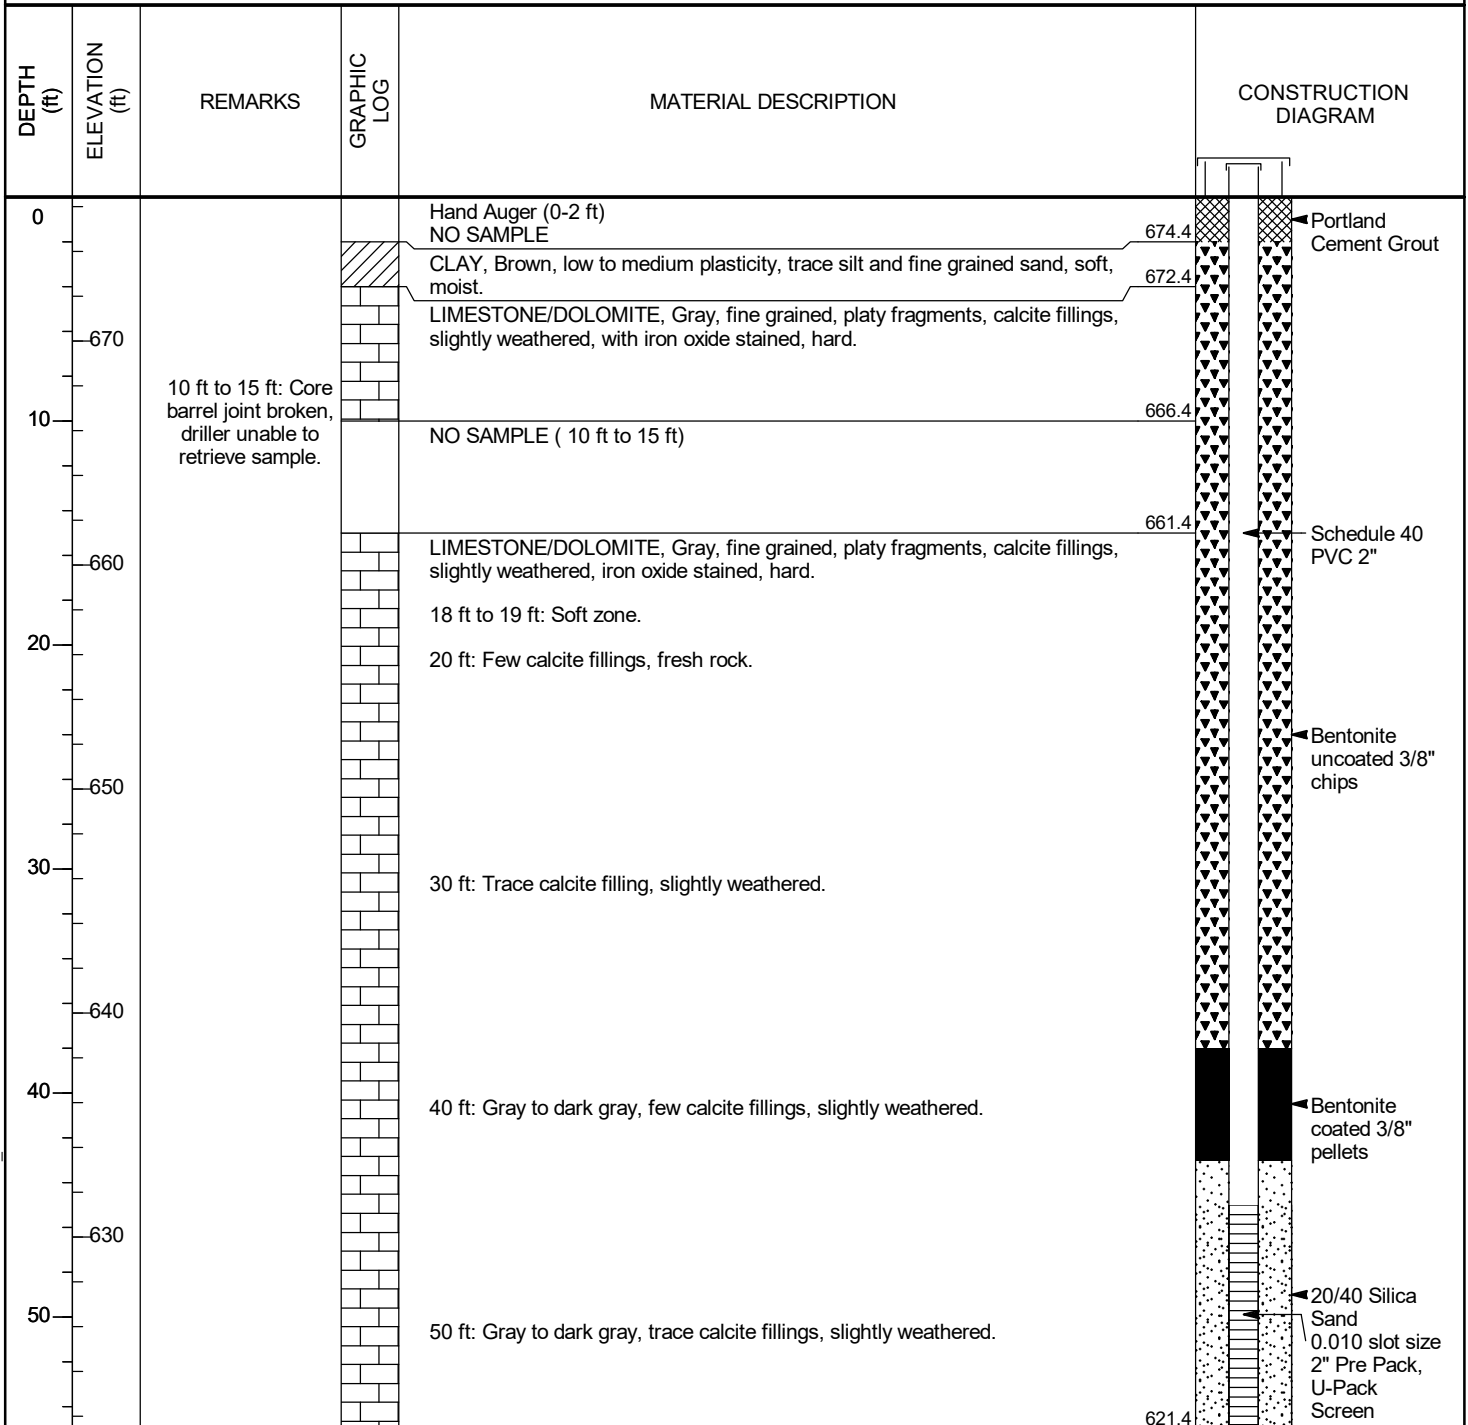 DEPTH
(ft)
ELEVATION
(ft)
REMARKS
GRAPHIC
LOG
MATERIAL DESCRIPTION
CONSTRUCTION
DIAGRAM
0
Hand Auger (0-2 ft)
NO SAMPLE
674.4
Portland
Cement Grout
CLAY, Brown, low to medium plasticity, trace silt and fine grained sand, soft,
moist.
672.4
LIMESTONE/DOLOMITE, Gray, fine grained, platy fragments, calcite fillings,
slightly weathered, with iron oxide stained, hard.
670
10 ft to 15 ft: Core
barrel joint broken,
driller unable to
retrieve sample.
10
666.4
NO SAMPLE ( 10 ft to 15 ft)
661.4
Schedule 40
PVC 2"
LIMESTONE/DOLOMITE, Gray, fine grained, platy fragments, calcite fillings,
slightly weathered, iron oxide stained, hard.
660
18 ft to 19 ft: Soft zone.
20
20 ft: Few calcite fillings, fresh rock.
Bentonite
uncoated 3/8"
chips
650
30
30 ft: Trace calcite filling, slightly weathered.
640
40
40 ft: Gray to dark gray, few calcite fillings, slightly weathered.
Bentonite
coated 3/8"
pellets
630
50
50 ft: Gray to dark gray, trace calcite fillings, slightly weathered.
20/40 Silica
Sand
0.010 slot size
2" Pre Pack,
U-Pack
Screen
621.4